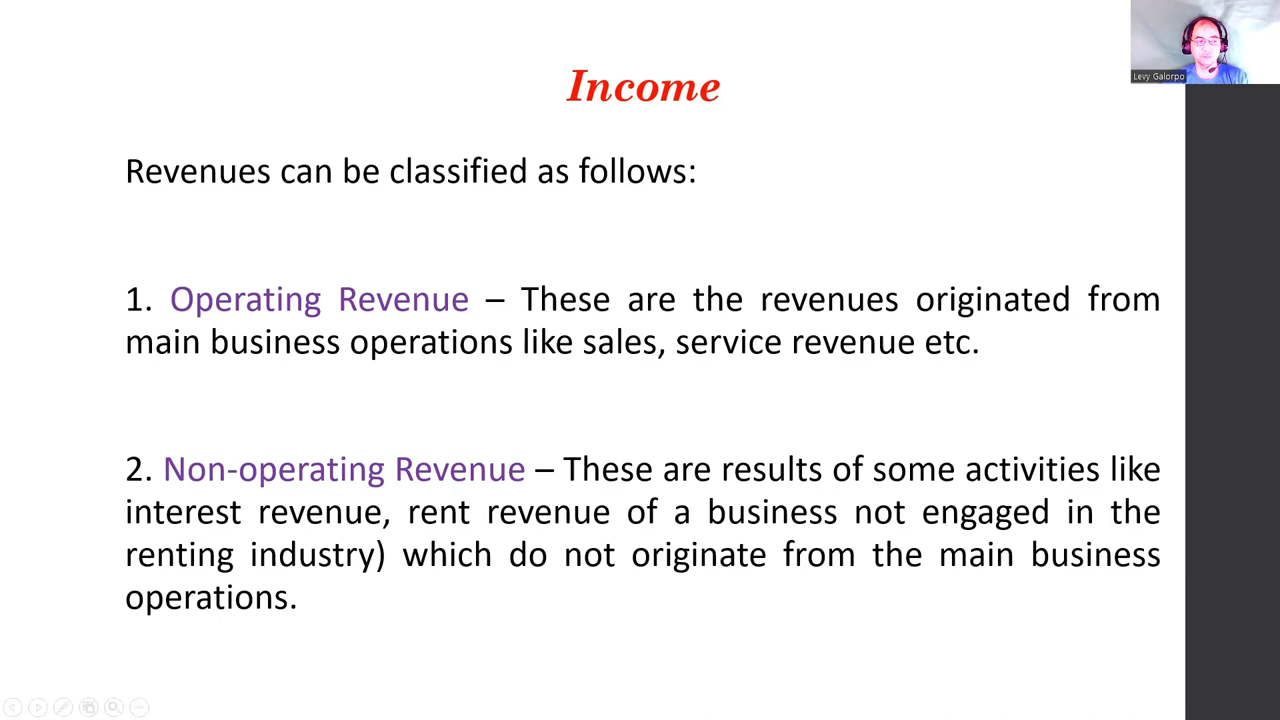 Levy Galorpo
Income
Revenues can be classified as follows:
1. Operating Revenue – These are the revenues originated from
main business operations like sales, service revenue etc.
2. Non-operating Revenue – These are results of some activities like
interest revenue, rent revenue of a business not engaged in the
renting industry) which do not originate from the main business
operations.